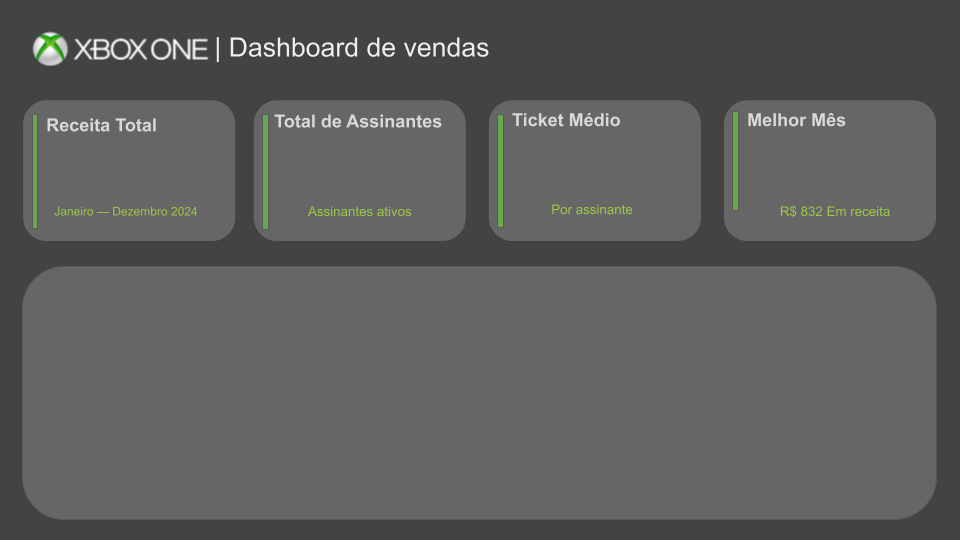 XBOX ONE | Dashboard de vendas
Receita Total
Janeiro — Dezembro 2024
Total de Assinantes
Assinantes ativos
Ticket Médio
Por assinante
Melhor Mês
R$ 832 Em receita